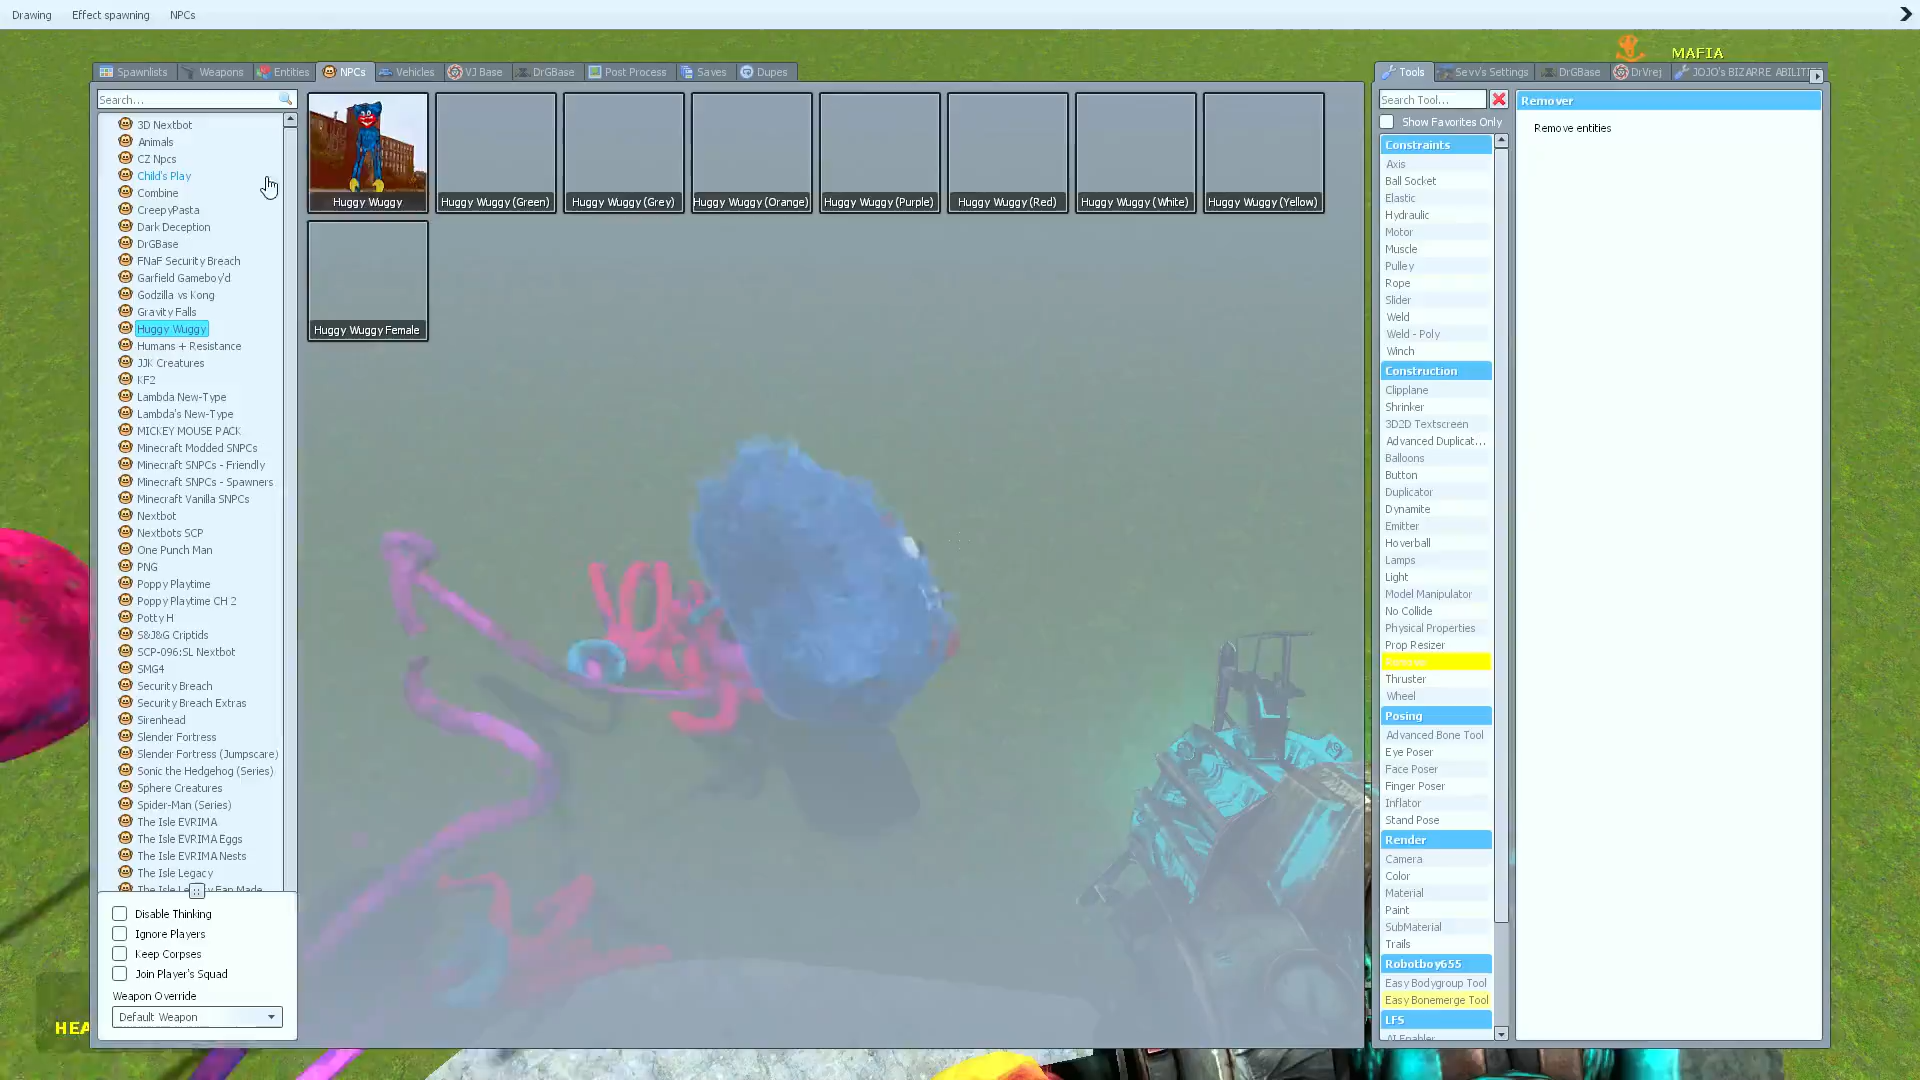 Drawing Effect spawning NPCs
MAFIA
Spawnlists Weapons Entities NPCs Vehicles VJ Base DrGBase Post Process Saves Dupes
Tools Sevv's Settings DrGBase DrVrej JOJO's BIZARRE ABILITI
Search...
3D Nextbot
Animals
CZ Npcs
Child's Play
Combine
CreepyPasta
Dark Deception
DrGBase
FNaF Security Breach
Garfield Gameboy'd
Godzilla vs Kong
Gravity Falls
Huggy Wuggy
Humans + Resistance
JJK Creatures
KF2
Lambda New-Type
Lambda's New-Type
MICKEY MOUSE PACK
Minecraft Modded SNPCs
Minecraft SNPCs - Friendly
Minecraft SNPCs - Spawners
Minecraft Vanilla SNPCs
Nextbot
Nextbots SCP
One Punch Man
PNG
Poppy Playtime
Poppy Playtime CH 2
Potty H
S&J&G Criptids
SCP-096:SL Nextbot
SMG4
Security Breach
Security Breach Extras
Sirenhead
Slender Fortress
Slender Fortress (Jumpscare)
Sonic the Hedgehog (Series)
Sphere Creatures
Spider-Man (Series)
The Isle EVRIMA
The Isle EVRIMA Eggs
The Isle EVRIMA Nests
The Isle Legacy
Disable Thinking
Ignore Players
Keep Corpses
Join Player's Squad
Weapon Override
Default Weapon
HEA
Huggy Wuggy
Huggy Wuggy (Green)
Huggy Wuggy (Grey)
Huggy Wuggy (Orange)
Huggy Wuggy (Purple)
Huggy Wuggy (Red)
Huggy Wuggy (White)
Huggy Wuggy (Yellow)
Huggy Wuggy Female
Search Tool...
Show Favorites Only
Constraints
Axis
Ball Socket
Elastic
Hydraulic
Motor
Muscle
Pulley
Rope
Slider
Weld
Weld - Poly
Winch
Construction
Clipplane
Shrinker
3D2D Textscreen
Advanced Duplicat...
Balloons
Button
Duplicator
Dynamite
Emitter
Hoverball
Lamps
Light
Model Manipulator
No Collide
Physical Properties
Prop Resizer
Remover
Thruster
Wheel
Posing
Advanced Bone Tool
Eye Poser
Face Poser
Finger Poser
Inflator
Stand Pose
Render
Camera
Color
Material
Paint
SubMaterial
Trails
Robotboy655
Easy Bodygroup Tool
Easy Bonemerge Tool
LFS
AI Enabler
Remover
Remove entities